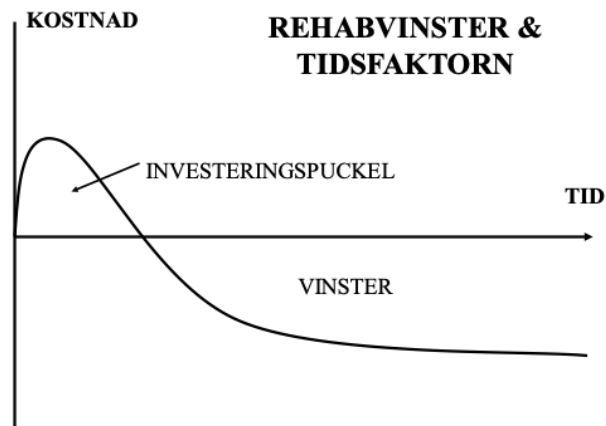 KOSTNAD
REHABVINSTER &
TIDSFAKTORN
INVESTERINGSPUCKEL
TID
VINSTER